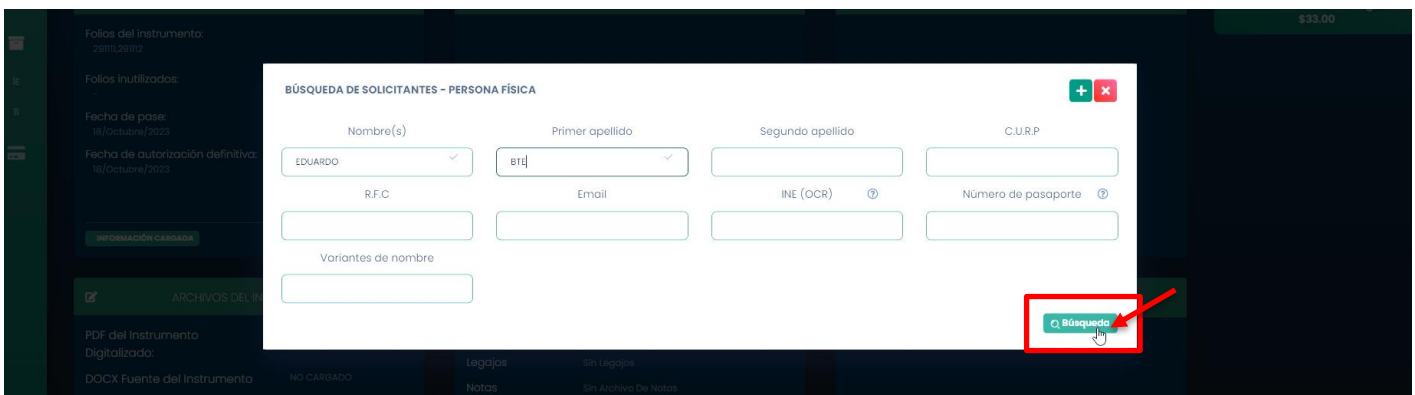 $33.00
Folios del instrumento:
291111,291112
Folios inutilizados:
-
Fecha de pase:
18/Octubre/2023
Fecha de autorización definitiva:
18/Octubre/2023
INFORMACIÓN CARGADA
BÚSQUEDA DE SOLICITANTES - PERSONA FÍSICA
Nombre(s) Primer apellido Segundo apellido C.U.R.P
EDUARDO BTE
R.F.C Email INE (OCR) Número de pasaporte
Variantes de nombre
Búsqueda
ARCHIVOS DEL IN
PDF del Instrumento
Digitalizado:
DOCX Fuente del Instrumento NO CARGADO
Legajos Sin Legajos
Notas Sin Archivo De Notas